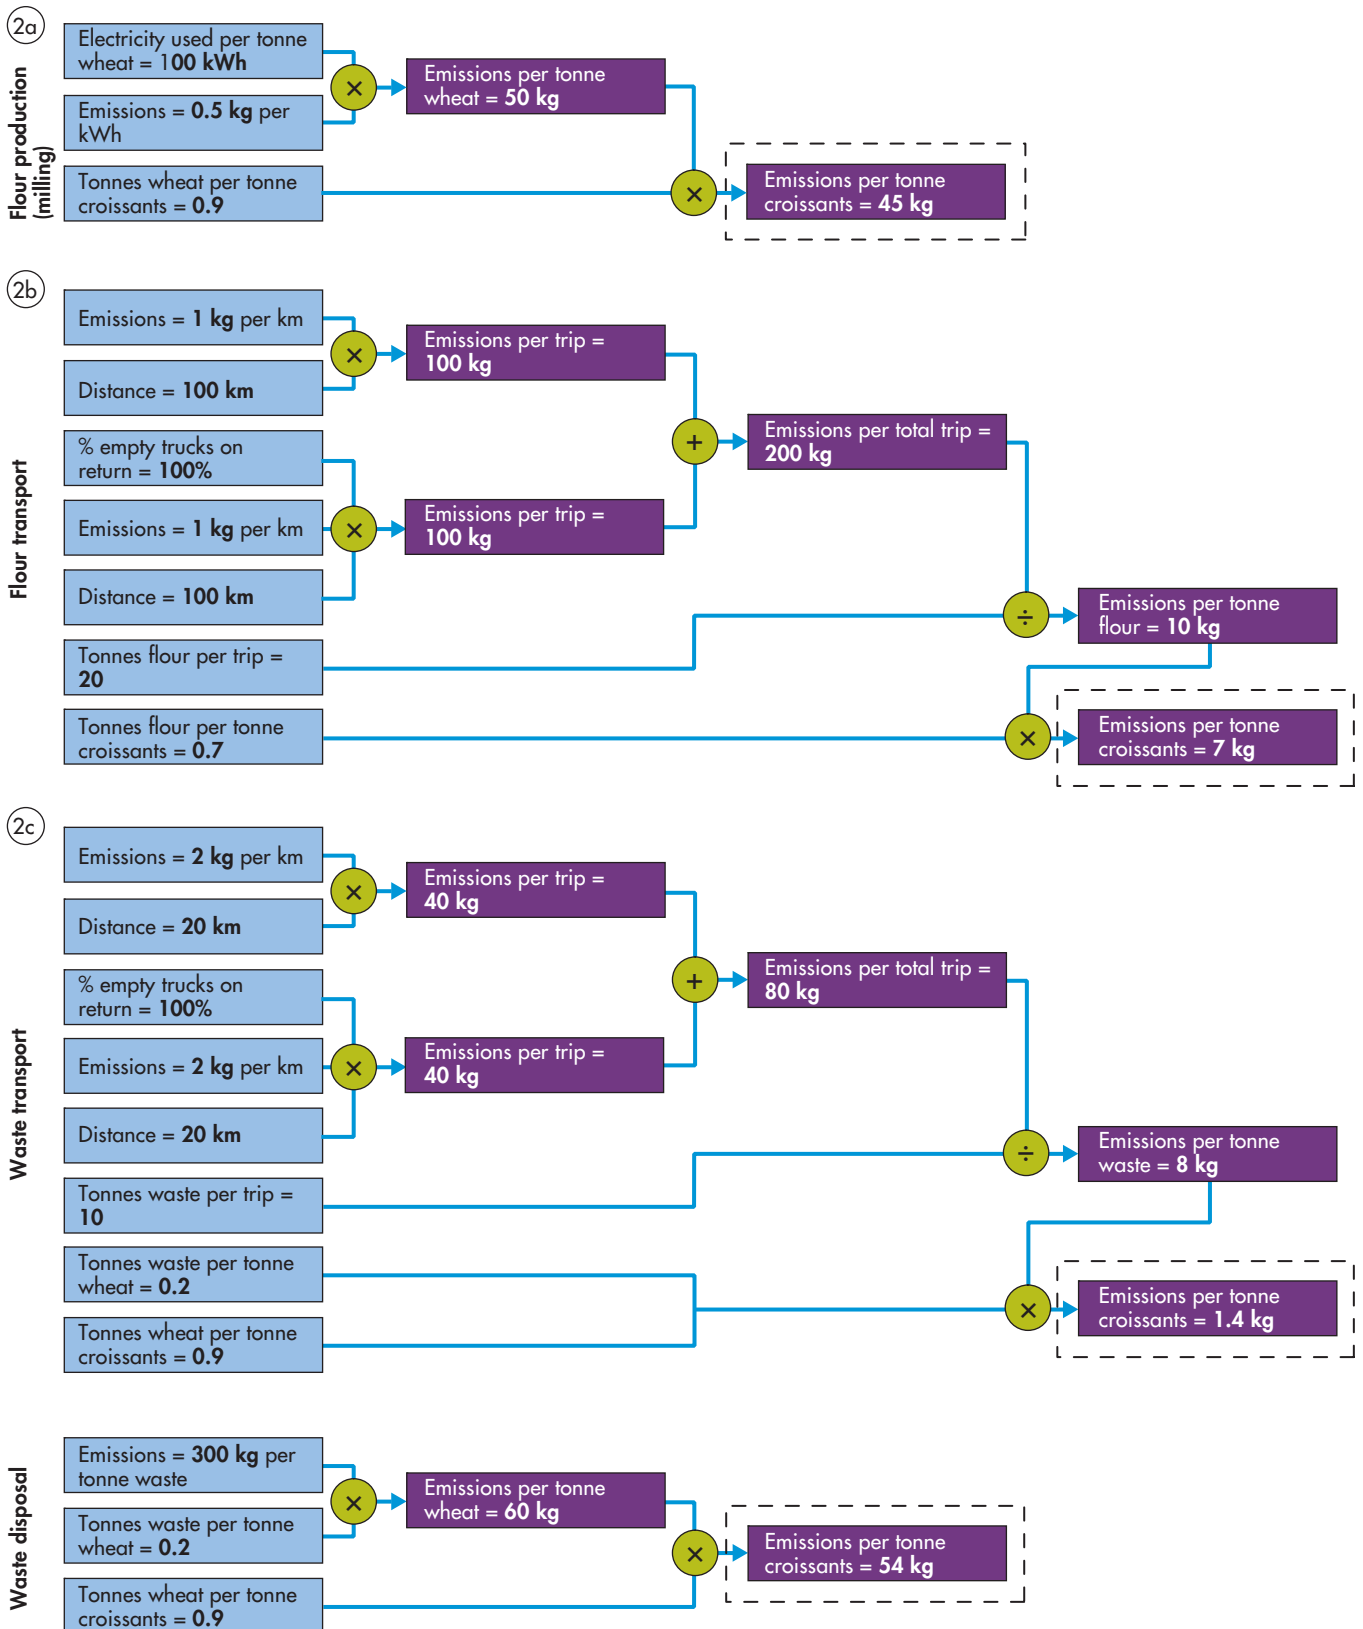 2a
Flour production
(milling)
Electricity used per tonne
wheat = 100 kWh
Emissions = 0.5 kg per
kWh
×
Emissions per tonne
wheat = 50 kg
Tonnes wheat per tonne
croissants = 0.9
×
Emissions per tonne
croissants = 45 kg
2b
Flour transport
Emissions = 1 kg per km
Distance = 100 km
×
Emissions per trip =
100 kg
% empty trucks on
return = 100%
Emissions = 1 kg per km
Distance = 100 km
×
Emissions per trip =
100 kg
+
Emissions per total trip =
200 kg
Tonnes flour per trip =
20
÷
Emissions per tonne
flour = 10 kg
Tonnes flour per tonne
croissants = 0.7
×
Emissions per tonne
croissants = 7 kg
2c
Waste transport
Emissions = 2 kg per km
Distance = 20 km
×
Emissions per trip =
40 kg
% empty trucks on
return = 100%
Emissions = 2 kg per km
Distance = 20 km
×
Emissions per trip =
40 kg
+
Emissions per total trip =
80 kg
Tonnes waste per trip =
10
÷
Emissions per tonne
waste = 8 kg
Tonnes waste per tonne
wheat = 0.2
Tonnes wheat per tonne
croissants = 0.9
×
Emissions per tonne
croissants = 1.4 kg
Waste disposal
Emissions = 300 kg per
tonne waste
Tonnes waste per tonne
wheat = 0.2
×
Emissions per tonne
wheat = 60 kg
Tonnes wheat per tonne
croissants = 0.9
×
Emissions per tonne
croissants = 54 kg